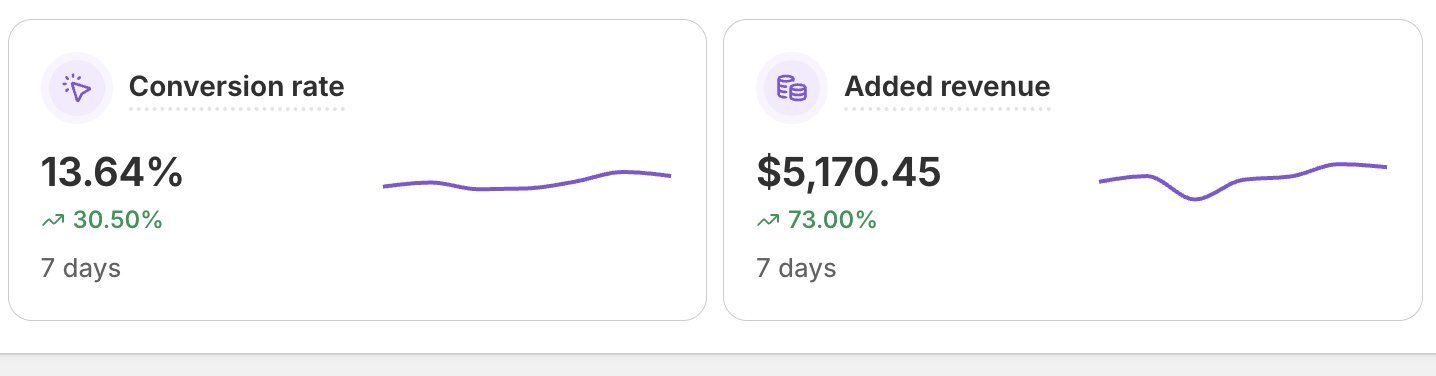 Conversion rate
13.64%
30.50%
7 days
Added revenue
$5,170.45
73.00%
7 days